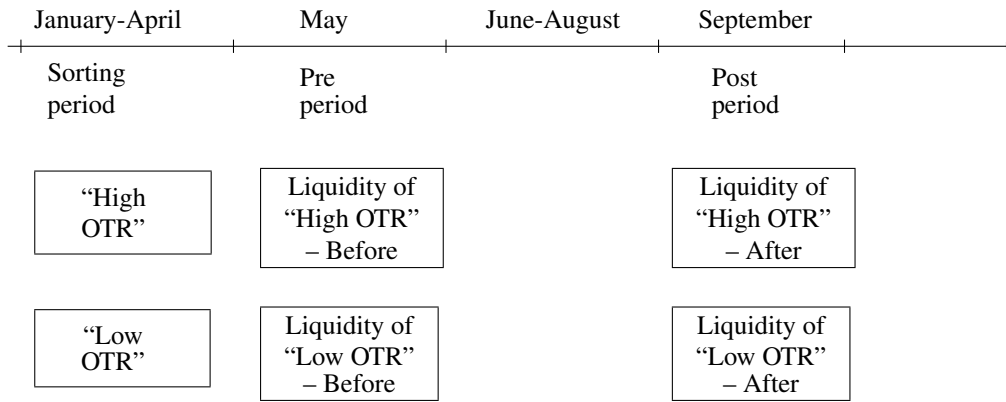 January-April May June-August September
Sorting
period
Pre
period
Post
period
“High
OTR”
Liquidity of
“High OTR”
– Before
Liquidity of
“High OTR”
– After
“Low
OTR”
Liquidity of
“Low OTR”
– Before
Liquidity of
“Low OTR”
– After